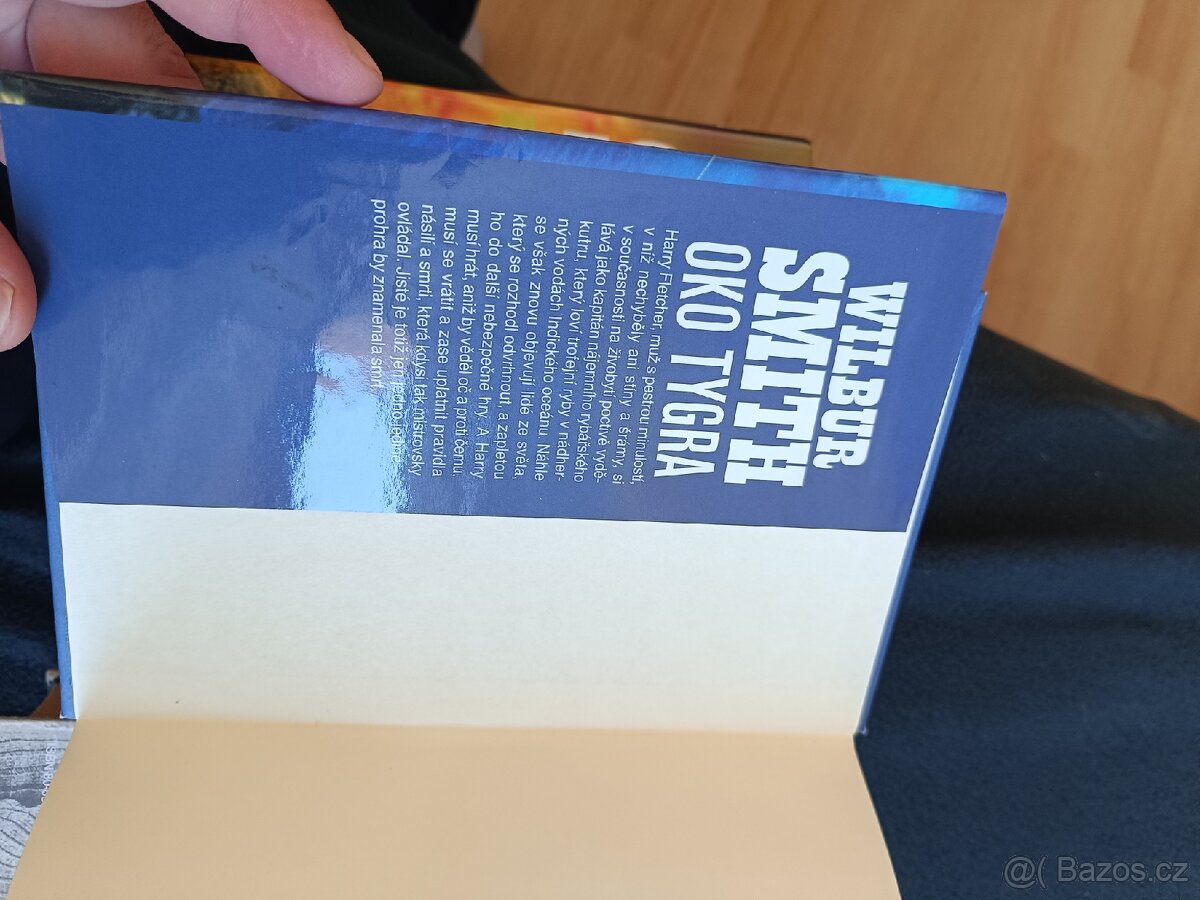 WILBUR
SMITH
OKO TYGRA
Harry Fletcher, muž s pestrou minulostí,
v níž nechyběly ani stíny a šrámy, si
v současnosti na živobytí poctivě vydě-
lává jako kapitán nájemního rybářského
kutru, který loví trofejní ryby v nádher-
ných vodách Indického oceánu. Náhle
se však znovu objevují lidé ze světa,
který se rozhodl odvrhnout, a zapletou
ho do další nebezpečné hry. A Harry
musí hrát, aniž by věděl oč a proti čemu,
musí se vrátit a zase uplatnit pravidla
násilí a smrti, která kdysi tak mistrovsky
ovládal. Jisté je totiž jen jedno jediné
prohra by znamenala smrt
@( Bazos.cz